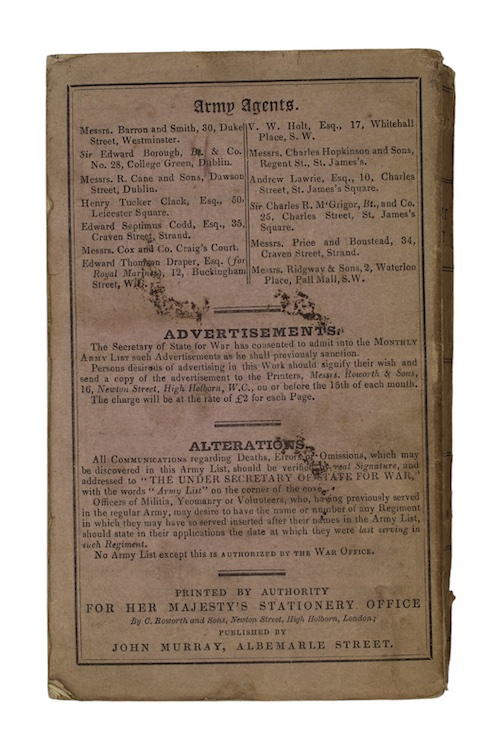 Army Agents.
Messrs. Barron and Smith, 30, Duke
Street, Westminster.
Sir Edward Borough, Bt. & Co.
No. 28, College Green, Dublin.
Messrs. R. Cane and Sons, Dawson
Street, Dublin.
Henry Tucker Clack, Esq., 50,
Leicester Square.
Edward Septimus Codd, Esq., 35,
Craven Street, Strand.
Messrs. Cox and Co. Craig's Court.
Edward Thomson Draper, Esq. (for
Royal Marines), 12, Buckingham
Street, W.C.
V. W. Holt, Esq., 17, Whitehall
Place, S. W.
Messrs. Charles Hopkinson and Sons,
Regent St., St. James's.
Andrew Lawrie, Esq., 10, Charles
Street, St. James's Square.
Sir Charles R. M'Grigor, Bt., and Co.
25, Charles Street, St. James's
Square.
Messrs. Price and Boustead, 34,
Craven Street, Strand.
Messrs. Ridgway & Sons, 2, Waterloo
Place, Pall Mall, S.W.
ADVERTISEMENTS.
The Secretary of State for War has consented to admit into the MONTHLY
ARMY LIST such Advertisements as he shall previously sanction.
Persons desirous of advertising in this Work should signify their wish and
send a copy of the advertisement to the Printers, Messrs. Roworth & Sons,
16, Newton Street, High Holborn, W.C., on or before the 15th of each month.
The charge will be at the rate of £2 for each Page.
ALTERATIONS.
All COMMUNICATIONS regarding Deaths, Errors or Omissions, which may
be discovered in this Army List, should be verified real Signature, and
addressed to "THE UNDER SECRETARY OF STATE FOR WAR,"
with the words "Army List" on the corner of the cover.
Officers of Militia, Yeomanry or Volunteers, who, having previously served
in the regular Army, may desire to have the name or number of any Regiment
in which they may have so served inserted after their names in the Army List,
should state in their applications the date at which they were last serving in
such Regiment.
No Army List except this IS AUTHORIZED BY THE WAR OFFICE.
PRINTED BY AUTHORITY
FOR HER MAJESTY'S STATIONERY OFFICE
By C. Roworth and Sons, Newton Street, High Holborn, London;
PUBLISHED BY
JOHN MURRAY, ALBEMARLE STREET.